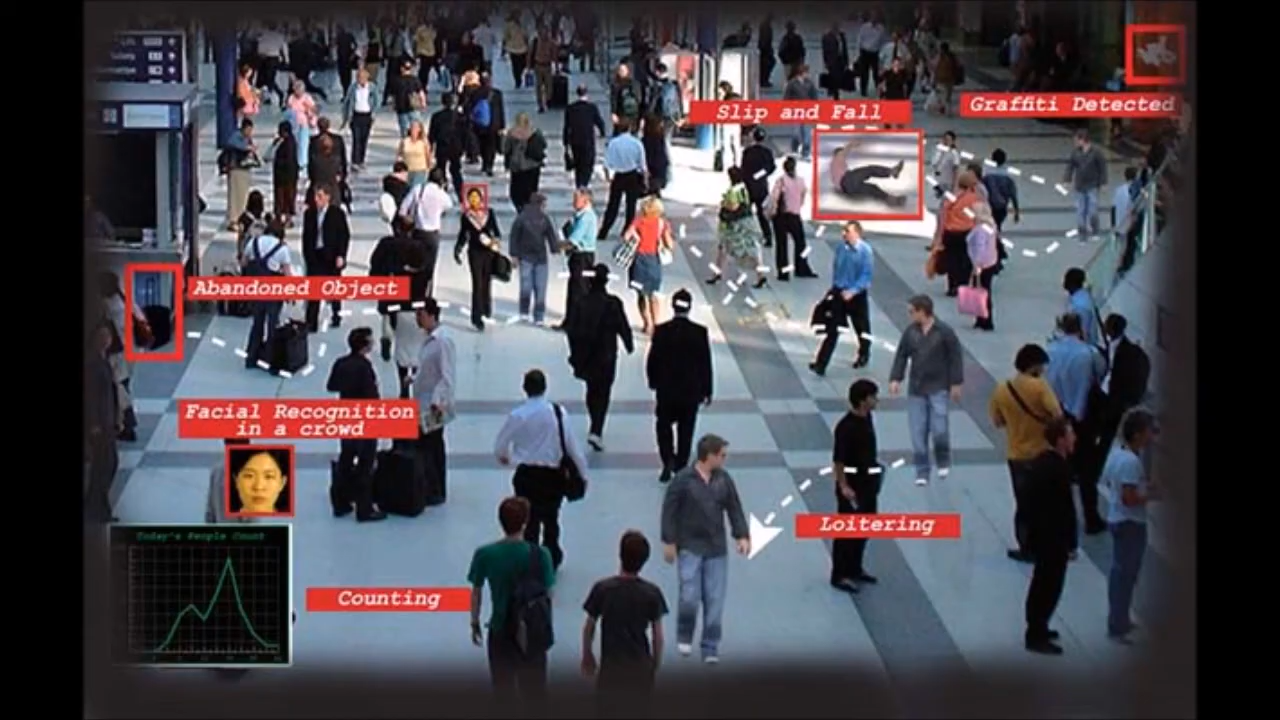 Slip and Fall
Graffiti Detected
Abandoned Object
Facial Recognition
in a crowd
Loitering
Today's People Count
Counting